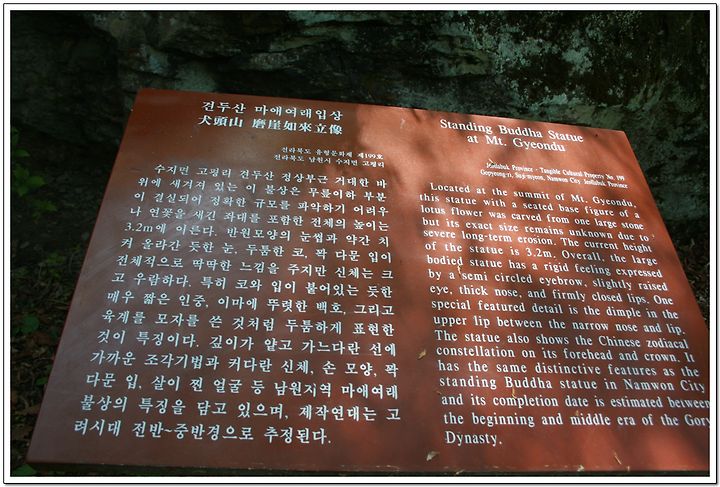 견두산 마애여래입상
犬頭山 磨崖如來立像
전라북도 유형문화제 제199호
전라북도 남원시 수지면 고평리
수지면 고평리 견두산 정상부근 거대한 바
위에 새겨져 있는 이 불상은 무릎이하 부분
이 결실되어 정확한 규모를 파악하기 어려우
나 연꽃을 새긴 좌대를 포함한 전체의 높이는
3.2m에 이른다. 반원모양의 눈썹과 약간 치
켜 올라간 듯한 눈, 두툼한 코, 꽉 다문 입이
전체적으로 딱딱한 느낌을 주지만 신체는 크
고 우람하다. 특히 코와 입이 붙어있는 듯한
매우 짧은 인중, 이마에 뚜렷한 백호, 그리고
육계를 모자를 쓴 것처럼 두툼하게 표현한
것이 특징이다. 깊이가 얕고 가느다란 선에
가까운 조각기법과 커다란 신체, 손 모양, 꽉
다문 입, 살이 찐 얼굴 등 남원지역 마애여래
불상의 특징을 담고 있으며, 제작연대는 고
려시대 전반~중반경으로 추정된다.
Standing Buddha Statue
at Mt. Gyeondu
Jeollabuk Province - Tangible Cultural Property No. 199
Gopyeong-ri, Suji-myeon, Namwon City Jeollabuk Province
Located at the summit of Mt. Gyeondu,
this statue with a seated base figure of a
lotus flower was carved from one large stone
but its exact size remains unknown due to
severe long-term erosion. The current height
of the statue is 3.2m. Overall, the large
bodied statue has a rigid feeling expressed
by a semi circled eyebrow, slightly raised
eye, thick nose, and firmly closed lips. One
special featured detail is the dimple in the
upper lip between the narrow nose and lip.
The statue also shows the Chinese zodiacal
constellation on its forehead and crown. It
has the same distinctive features as the
standing Buddha statue in Namwon City
and its completion date is estimated between
the beginning and middle era of the Gory
Dynasty.